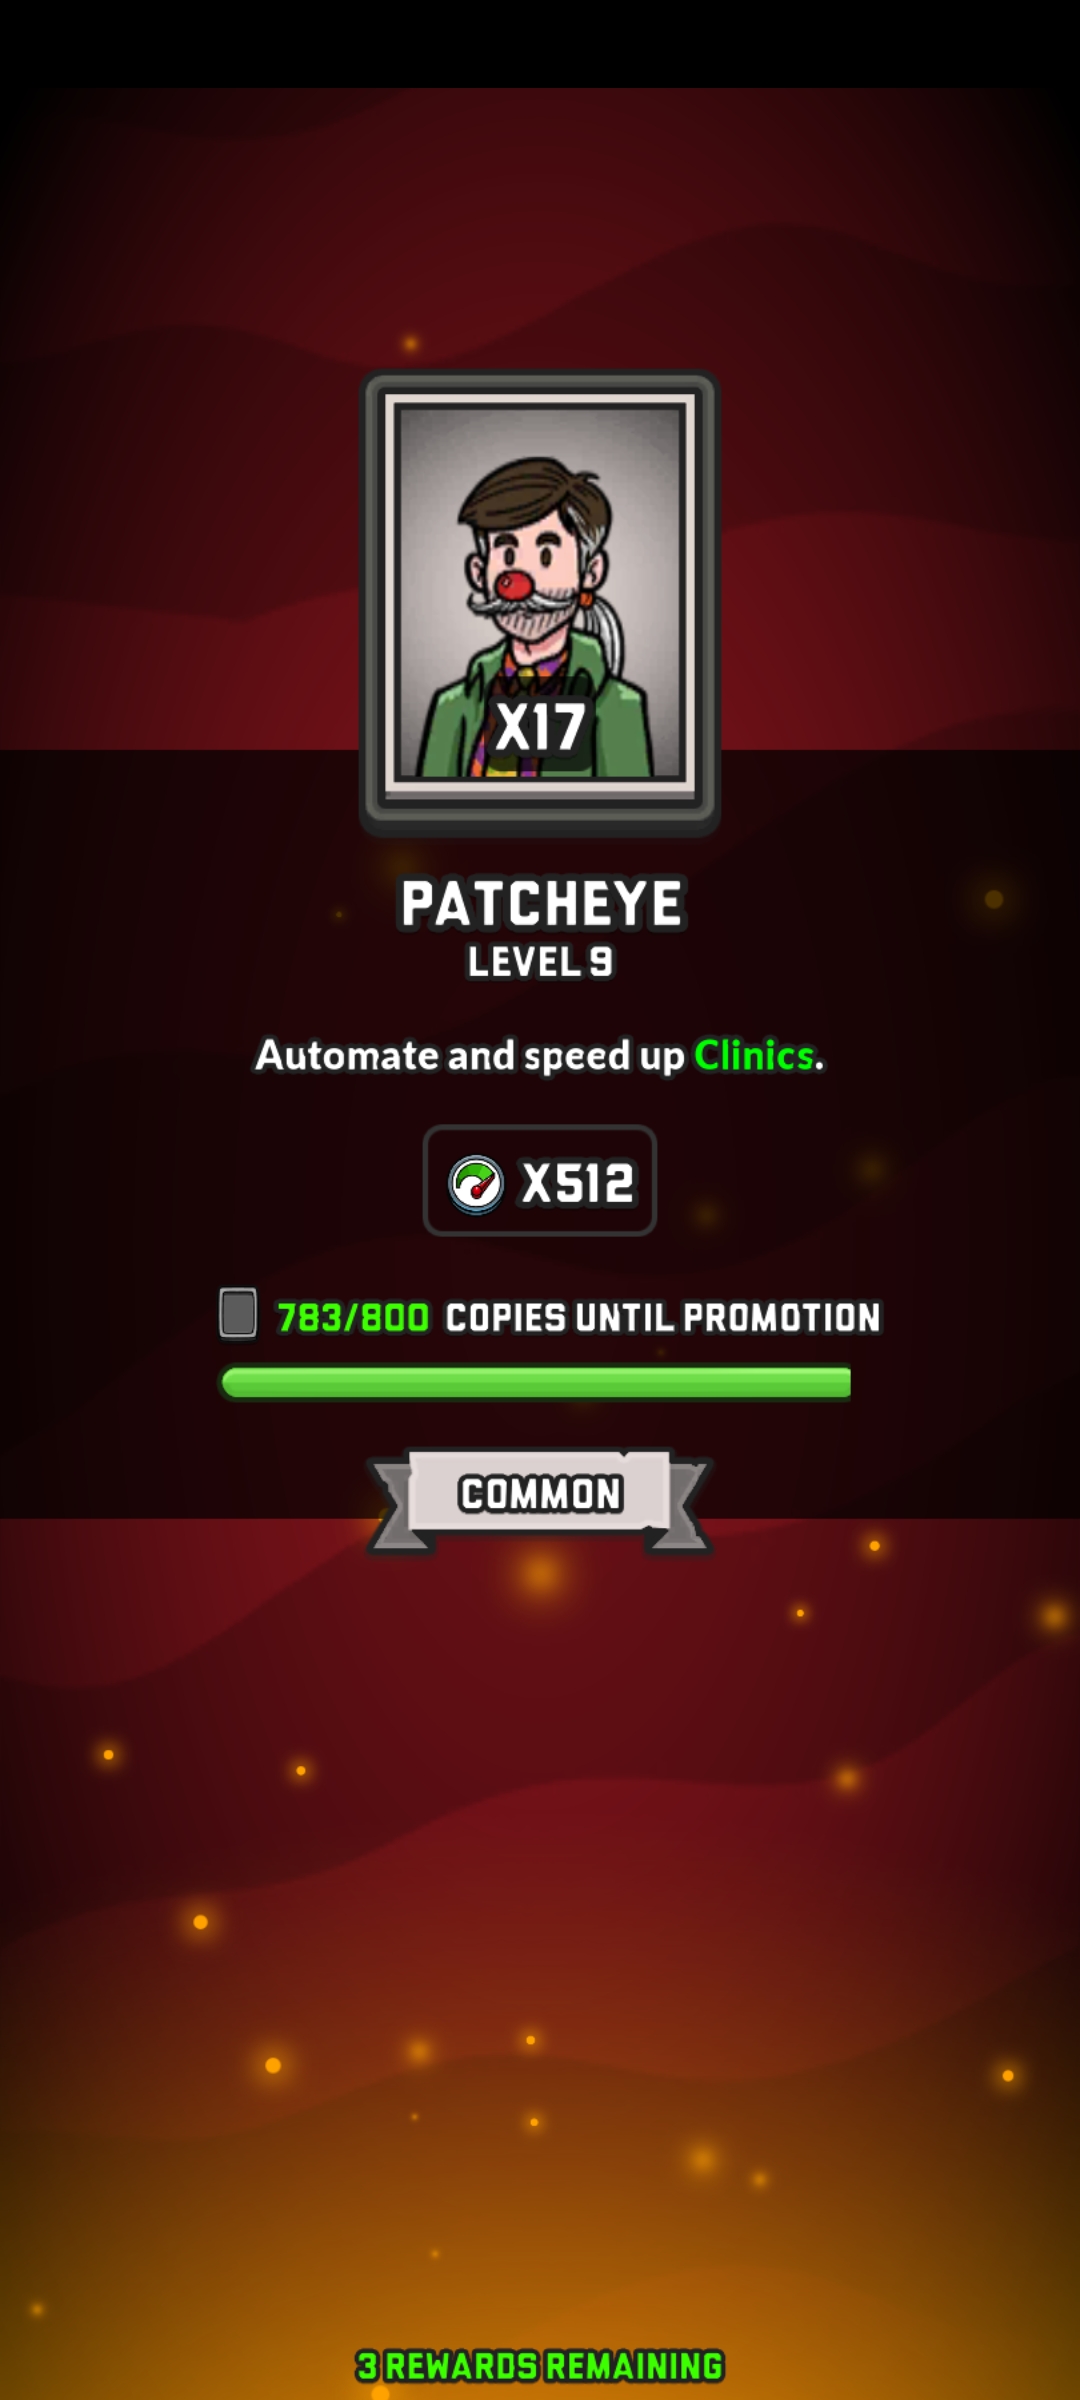 X17
PATCHEYE
LEVEL 9
Automate and speed up Clinics.
X512
783/800 COPIES UNTIL PROMOTION
COMMON
3 REWARDS REMAINING